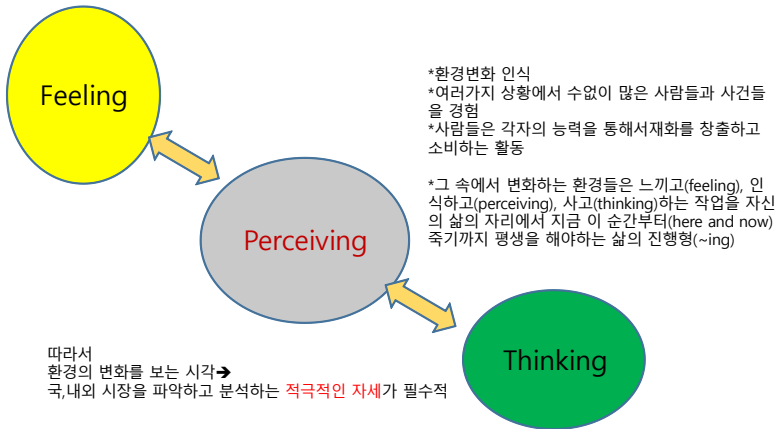 Feeling
*환경변화 인식
*여러가지 상황에서 수없이 많은 사람들과 사건들
을 경험
*사람들은 각자의 능력을 통해서재화를 창출하고
소비하는 활동
*그 속에서 변화하는 환경들은 느끼고(feeling), 인
식하고(perceiving), 사고(thinking)하는 작업을 자신
의 삶의 자리에서 지금 이 순간부터(here and now)
죽기까지 평생을 해야하는 삶의 진행형(~ing)
Perceiving
Thinking
따라서
환경의 변화를 보는 시각➔
국,내외 시장을 파악하고 분석하는 적극적인 자세가 필수적